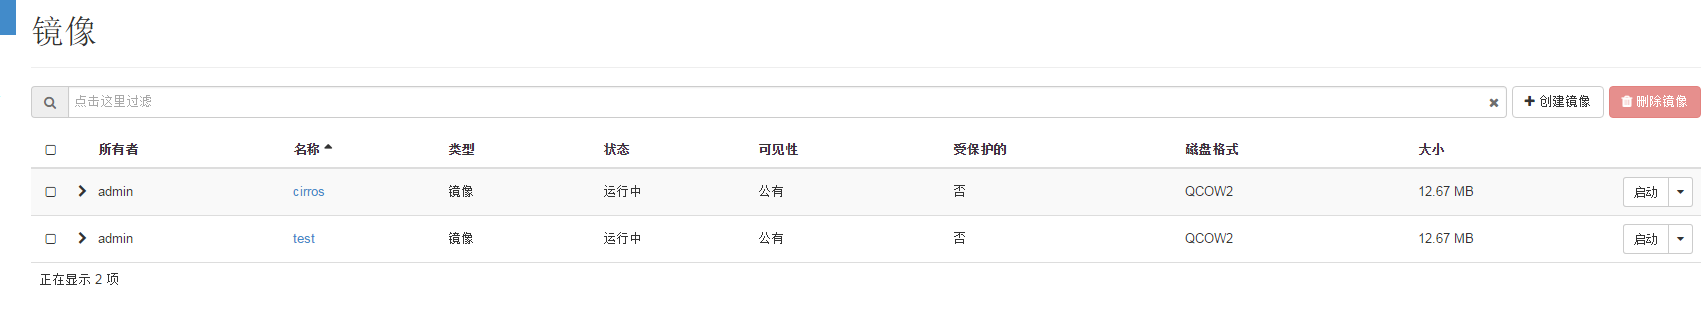 镜像
点击这里过滤 创建镜像 删除镜像
所有者 名称 类型 状态 可见性 受保护的 磁盘格式 大小
admin cirros 镜像 运行中 公有 否 QCOW2 12.67 MB 启动
admin test 镜像 运行中 公有 否 QCOW2 12.67 MB 启动
正在显示 2 项